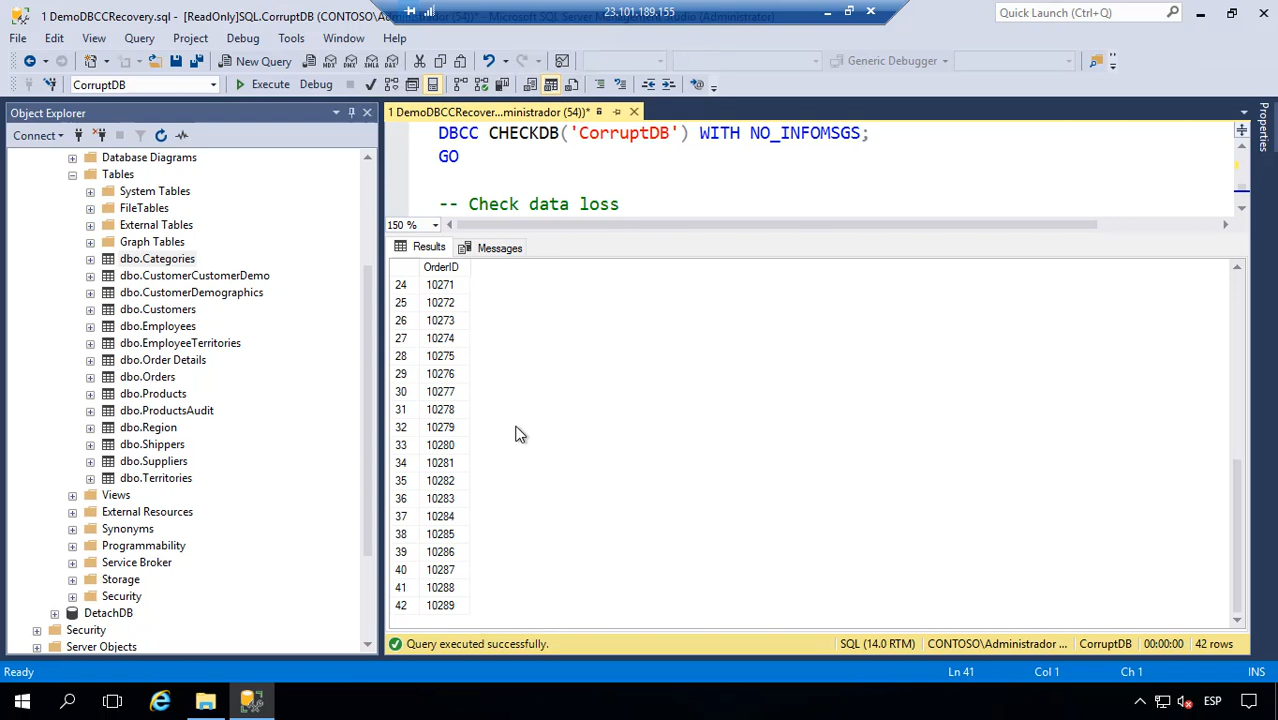 1 DemoDBCCRecovery.sql - [ReadOnly]SQL.CorruptDB (CONTOSO\
(54))* - Microsoft SQL Server Management Studio (Administrator)
23.101.189.155
Quick Launch (Ctrl+Q)
File Edit View Query Project Debug Tools Window Help
New Query
MDX DMX XMLA DAX
Generic Debugger
CorruptDB
Execute Debug
Object Explorer
Connect
Database Diagrams
Tables
System Tables
FileTables
External Tables
Graph Tables
dbo.Categories
dbo.CustomerCustomerDemo
dbo.CustomerDemographics
dbo.Customers
dbo.Employees
dbo.EmployeeTerritories
dbo.Order Details
dbo.Orders
dbo.Products
dbo.ProductsAudit
dbo.Region
dbo.Shippers
dbo.Suppliers
dbo.Territories
Views
External Resources
Synonyms
Programmability
Service Broker
Storage
Security
DetachDB
Security
Server Objects
1 DemoDBCCRecover...ministrador (54))*
DBCC CHECKDB('CorruptDB') WITH NO_INFOMSGS;
GO
-- Check data loss
150 %
Results Messages
OrderID
24 10271
25 10272
26 10273
27 10274
28 10275
29 10276
30 10277
31 10278
32 10279
33 10280
34 10281
35 10282
36 10283
37 10284
38 10285
39 10286
40 10287
41 10288
42 10289
Query executed successfully.
SQL (14.0 RTM) CONTOSO\Administrador ... CorruptDB 00:00:00 42 rows
Properties
Ready
Ln 41 Col 1 Ch 1 INS
ESP